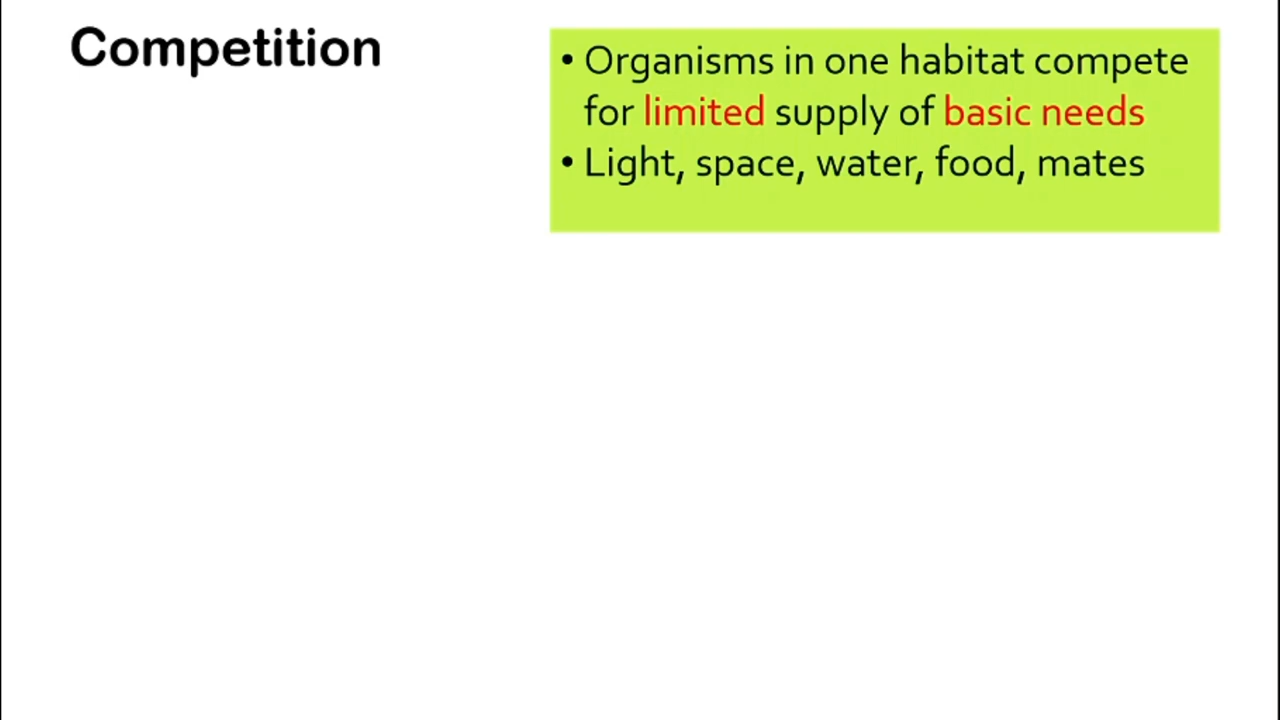 Competition
• Organisms in one habitat compete
for limited supply of basic needs
• Light, space, water, food, mates